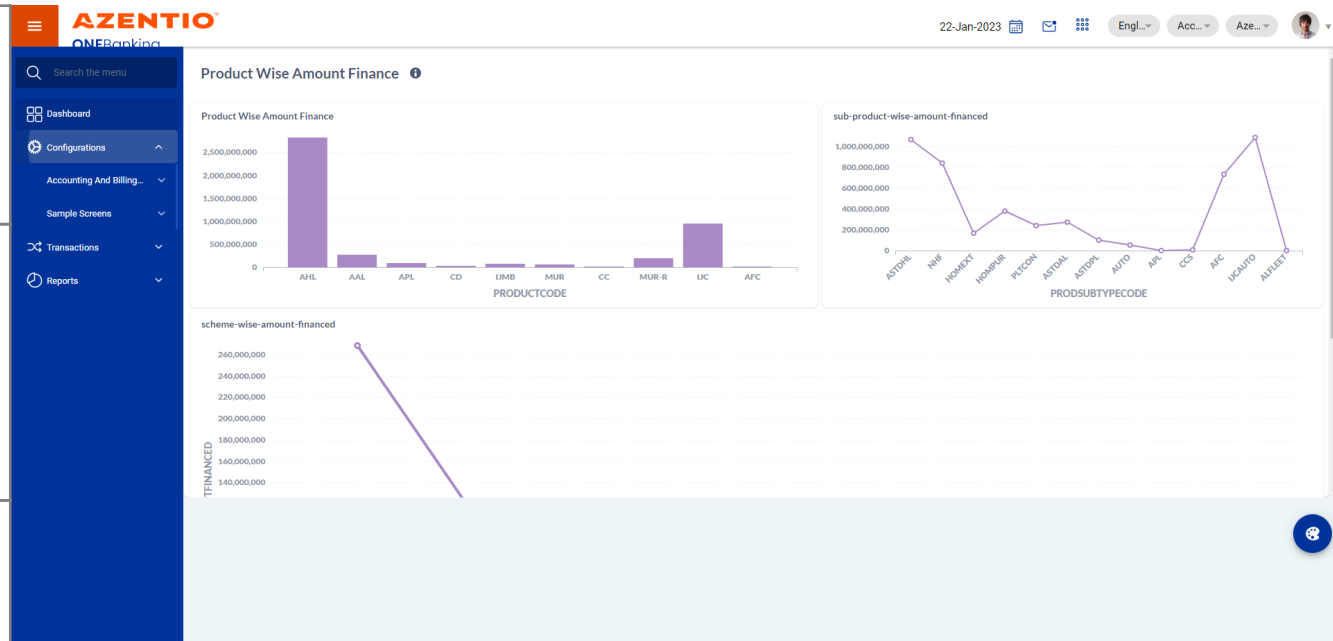 AZENTIO
ONEBanking
22-Jan-2023
Engl...
Acc...
Aze...
Search the menu
Dashboard
Configurations
Accounting And Billing...
Sample Screens
Transactions
Reports
Product Wise Amount Finance
Product Wise Amount Finance
2,500,000,000
2,000,000,000
1,500,000,000
1,000,000,000
500,000,000
0
AHL AAL APL CD IJMB MUR CC MUR-R IJC AFC
PRODUCTCODE
sub-product-wise-amount-financed
1,000,000,000
800,000,000
600,000,000
400,000,000
200,000,000
0
ASTDHL NHF HOMEXT HOMPUR PLTCON ASTDAL ASTDPL AUTO APL CCS AFC IJCAUTO ALFLEET
PRODSUBTYPECODE
scheme-wise-amount-financed
260,000,000
240,000,000
220,000,000
200,000,000
180,000,000
160,000,000
140,000,000
TFINANCED